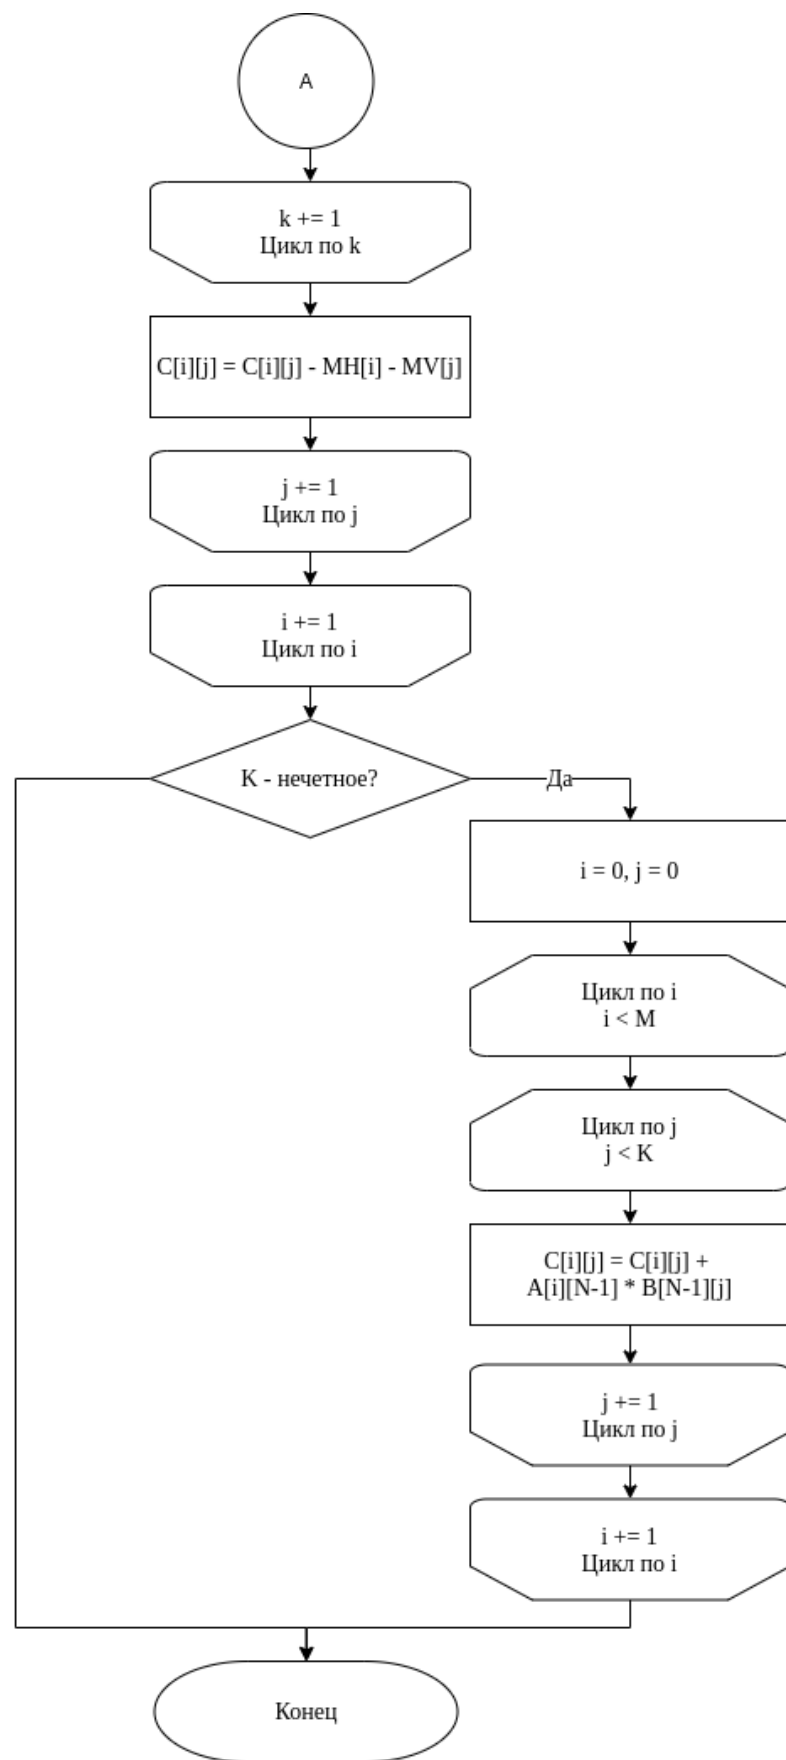 A
k += 1
Цикл по k
C[i][j] = C[i][j] - MH[i] - MV[j]
j += 1
Цикл по j
i += 1
Цикл по i
K - нечетное?
Да
i = 0, j = 0
Цикл по i
i < M
Цикл по j
j < K
C[i][j] = C[i][j] +
A[i][N-1] * B[N-1][j]
j += 1
Цикл по j
i += 1
Цикл по i
Конец